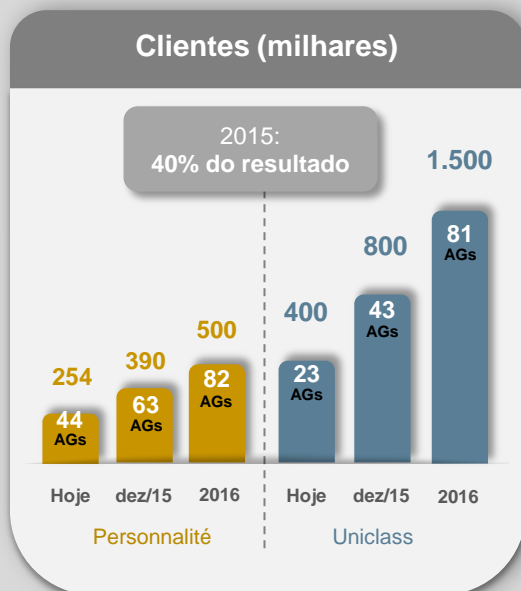 Clientes (milhares)
2015:
40% do resultado
254
390
500
400
800
1.500
44
AGs
63
AGs
82
AGs
23
AGs
43
AGs
81
AGs
Hoje
dez/15
2016
Hoje
dez/15
2016
Personnalité
Uniclass